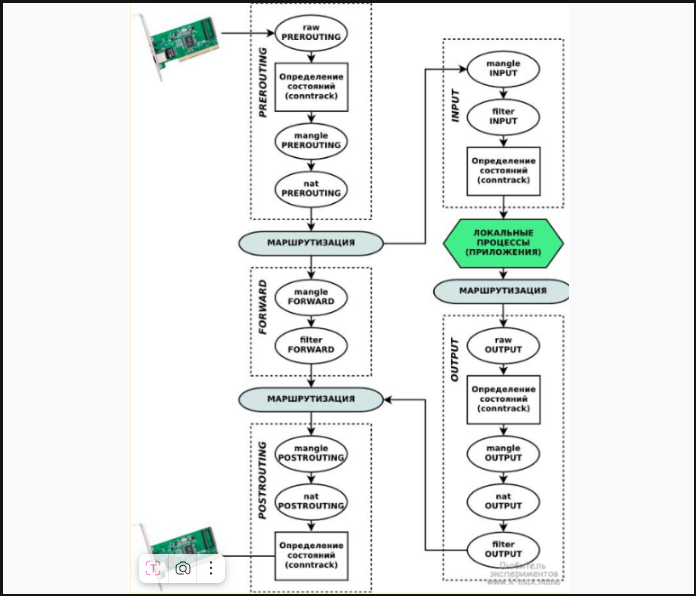 raw
PREROUTING
Определение
состояний
(conntrack)
mangle
PREROUTING
nat
PREROUTING
PREROUTING
МАРШРУТИЗАЦИЯ
mangle
FORWARD
filter
FORWARD
FORWARD
МАРШРУТИЗАЦИЯ
mangle
POSTROUTING
nat
POSTROUTING
Определение
состояний
(conntrack)
POSTROUTING
mangle
INPUT
filter
INPUT
Определение
состояний
(conntrack)
INPUT
ЛОКАЛЬНЫЕ
ПРОЦЕССЫ
(ПРИЛОЖЕНИЯ)
МАРШРУТИЗАЦИЯ
raw
OUTPUT
Определение
состояний
(conntrack)
mangle
OUTPUT
nat
OUTPUT
filter
OUTPUT
OUTPUT
Любитель
экспериментов